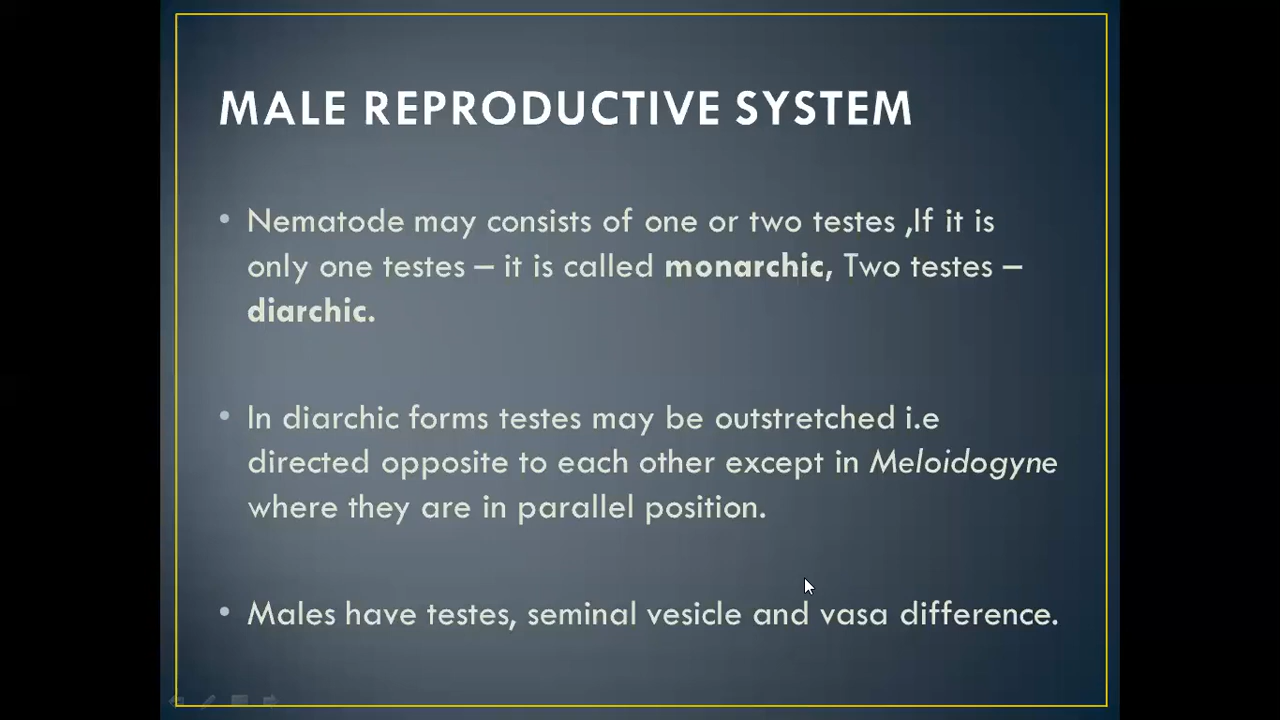 MALE REPRODUCTIVE SYSTEM
• Nematode may consists of one or two testes ,If it is
only one testes – it is called monarchic, Two testes –
diarchic.
• In diarchic forms testes may be outstretched i.e
directed opposite to each other except in Meloidogyne
where they are in parallel position.
• Males have testes, seminal vesicle and vasa difference.